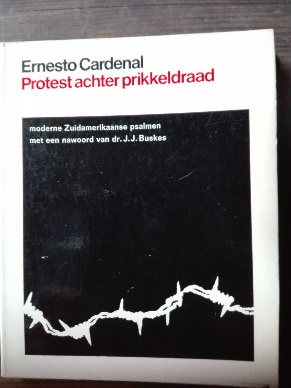 Ernesto Cardenal
Protest achter prikkeldraad
moderne Zuidamerikaanse psalmen
met een nawoord van dr. J. J. Buskes